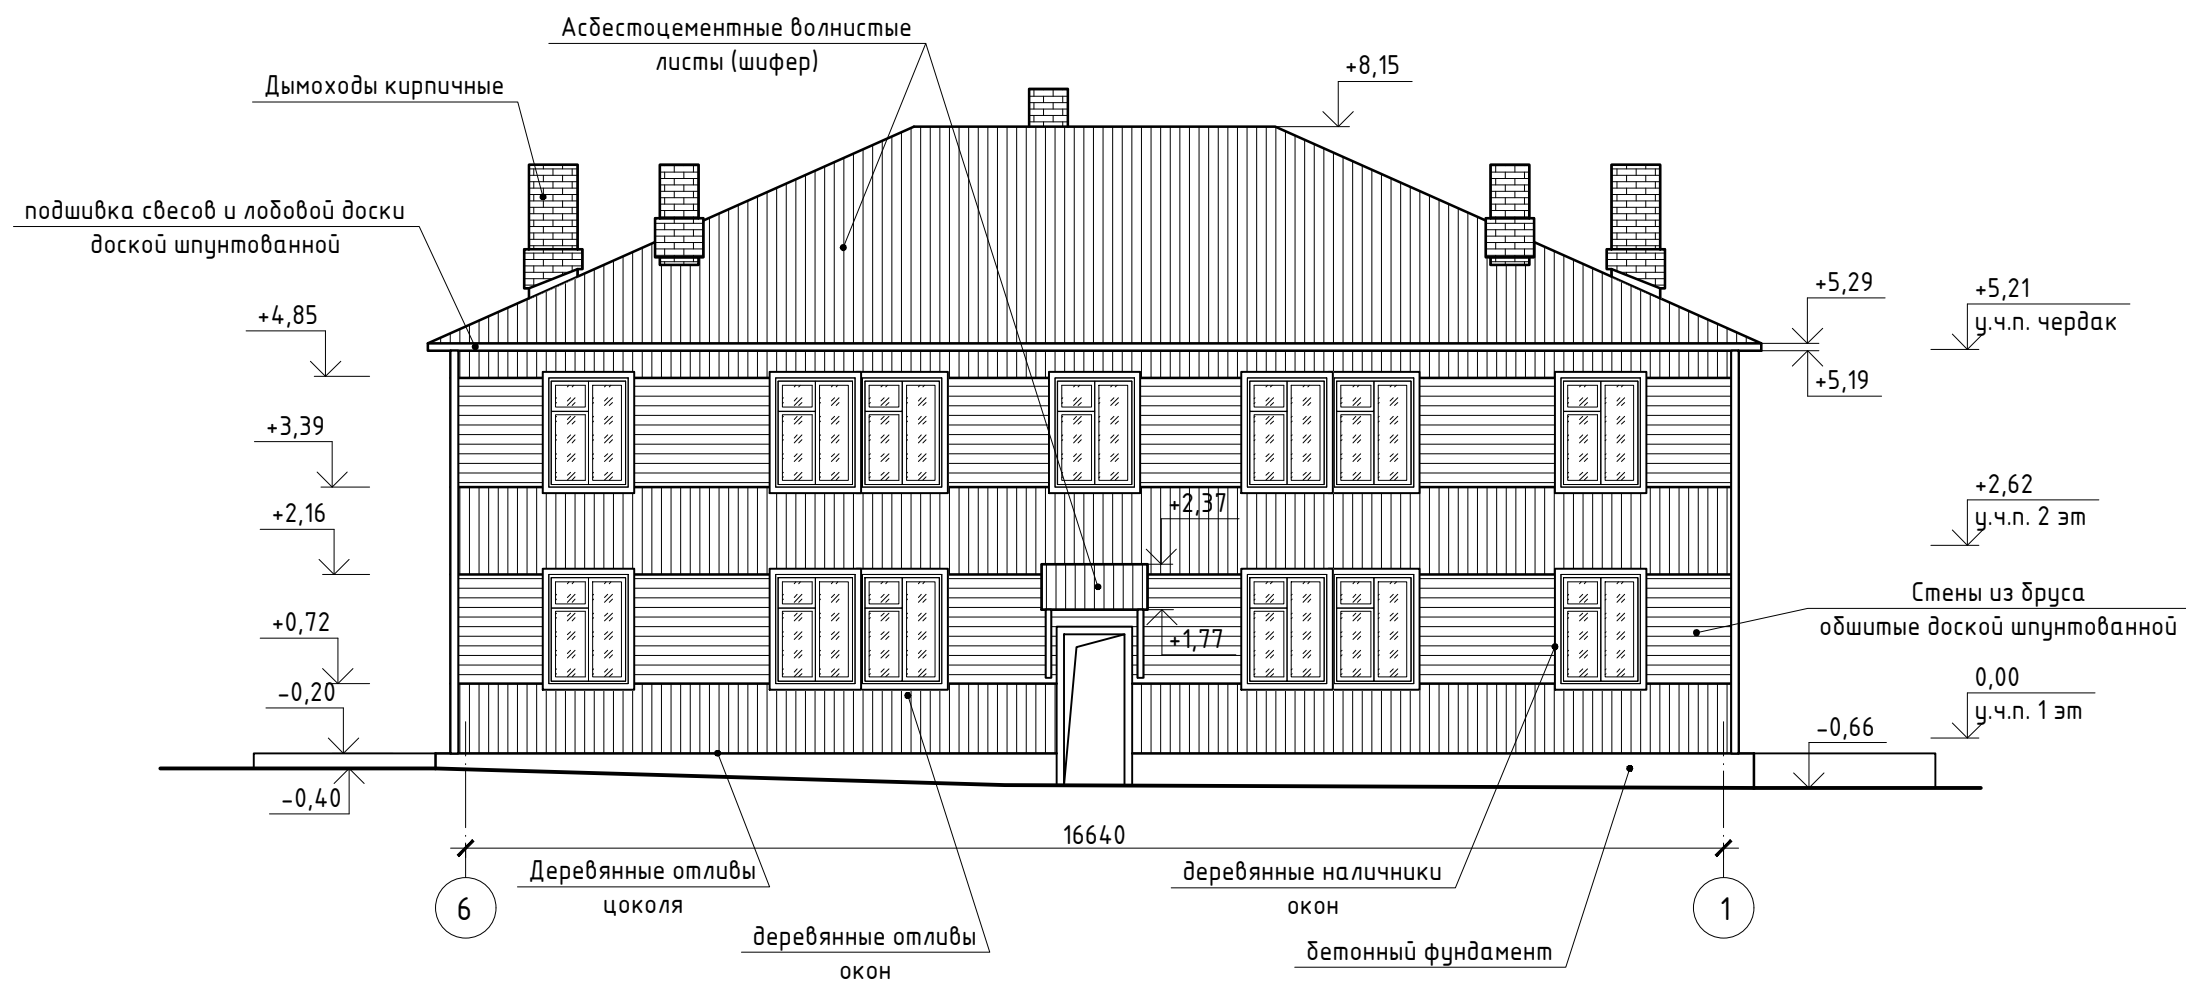 Асбестоцементные волнистые
листы (шифер)
+8,15
Дымоходы кирпичные
подшивка свесов и лобовой доски
доской шпунтованной
+5,29
+5,21
у.ч.п. чердак
+4,85
+5,19
+3,39
+2,62
у.ч.п. 2 эт
+2,37
+2,16
Стены из бруса
обшитые доской шпунтованной
+0,72
+1,77
0,00
у.ч.п. 1 эт
-0,20
-0,66
-0,40
16640
Деревянные отливы
цоколя
деревянные наличники
окон
6
1
деревянные отливы
окон
бетонный фундамент